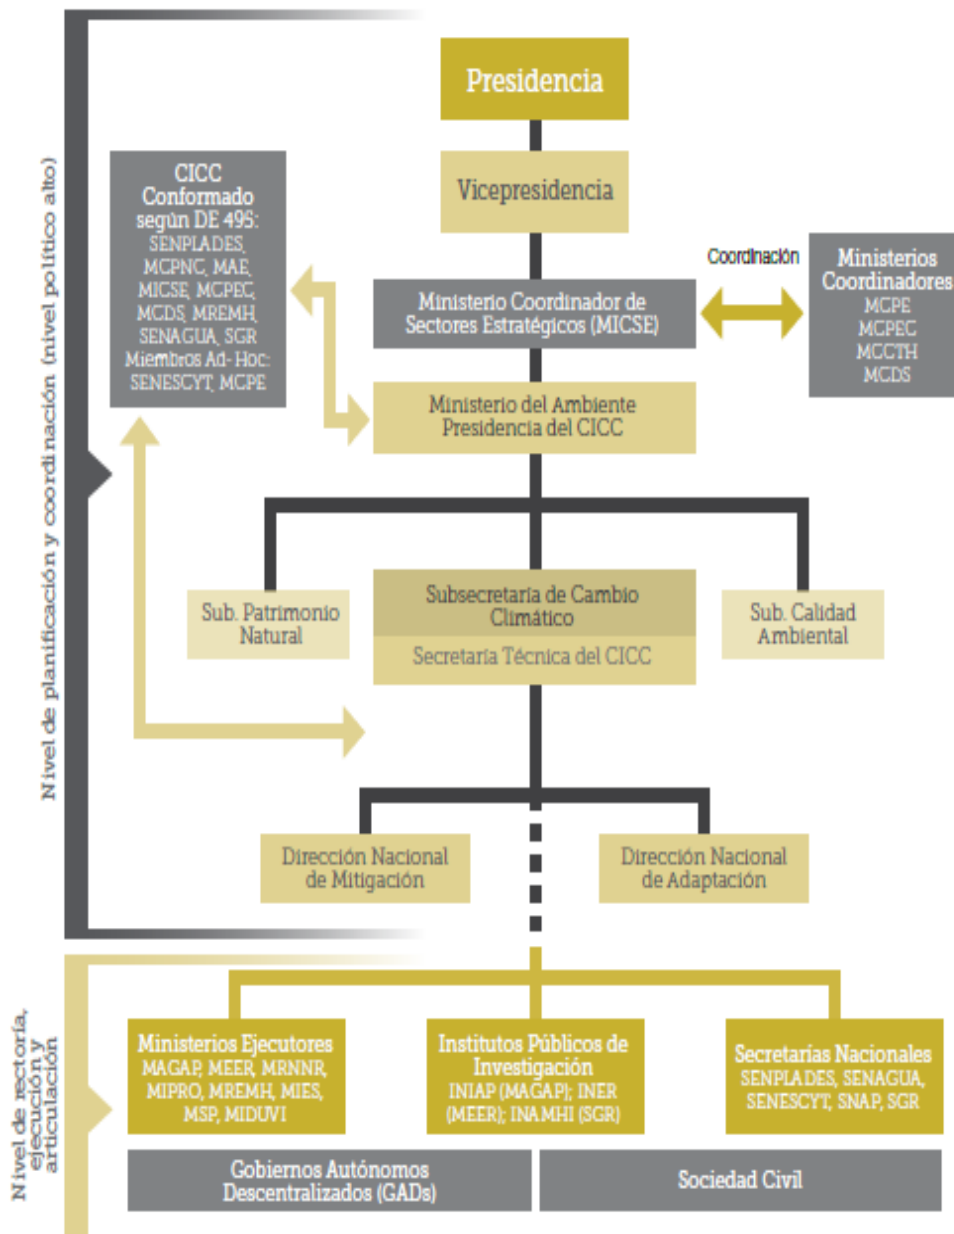 Nivel de planificación y coordinación (nivel político alto)
Presidencia
Vicepresidencia
CICC
Conformado
según DE 495:
SENPLADES,
MCPNC, MAE,
MICSE, MCPEC,
MCDS, MREMH,
SENAGUA, SGR
Miembros Ad- Hoc:
SENESCYT, MCPE
Ministerio Coordinador de
Sectores Estratégicos (MICSE)
Coordinación
Ministerios
Coordinadores
MCPE
MCPEC
MCCTH
MCDS
Ministerio del Ambiente
Presidencia del CICC
Sub. Patrimonio
Natural
Subsecretaría de Cambio
Climático
Secretaría Técnica del CICC
Sub. Calidad
Ambiental
Dirección Nacional
de Mitigación
Dirección Nacional
de Adaptación
Nivel de rectoría,
ejecución y
articulación
Ministerios Ejecutores
MAGAP, MEER, MRNNR,
MIPRO, MREMH, MIES,
MSP, MIDUVI
Institutos Públicos de
Investigación
INIAP (MAGAP); INER
(MEER); INAMHI (SGR)
Secretarías Nacionales
SENPLADES, SENAGUA,
SENESCYT, SNAP, SGR
Gobiernos Autónomos
Descentralizados (GADs)
Sociedad Civil